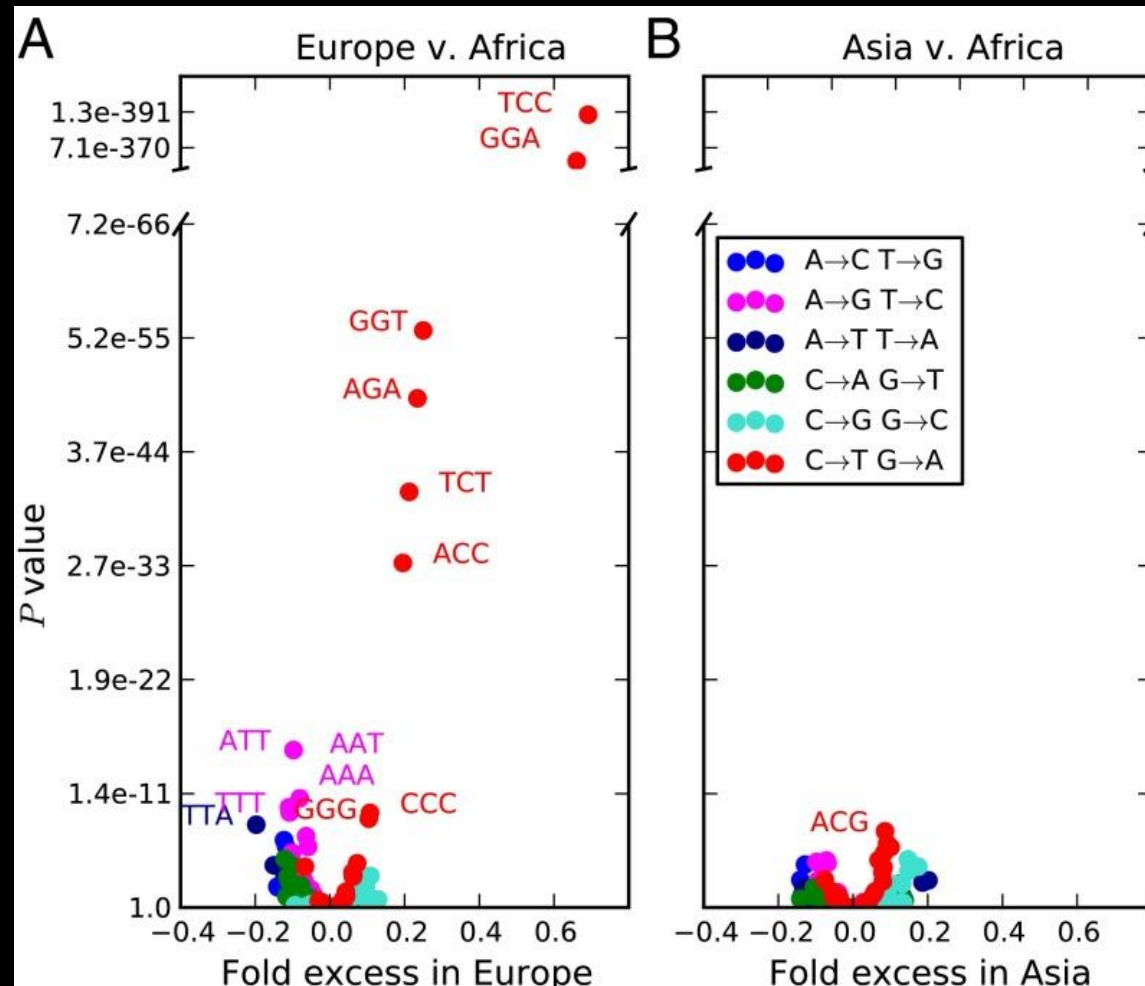 A
Europe v. Africa
B
Asia v. Africa
1.3e-391
7.1e-370
7.2e-66
5.2e-55
3.7e-44
2.7e-33
1.9e-22
1.4e-11
1.0
P value
TCC
GGA
GGT
AGA
TCT
ACC
ATT
AAT
AAA
TTT
TTA
GGG
CCC
−0.4 −0.2 0.0 0.2 0.4 0.6
Fold excess in Europe
A→C T→G
A→G T→C
A→T T→A
C→A G→T
C→G G→C
C→T G→A
ACG
−0.4 −0.2 0.0 0.2 0.4 0.6
Fold excess in Asia